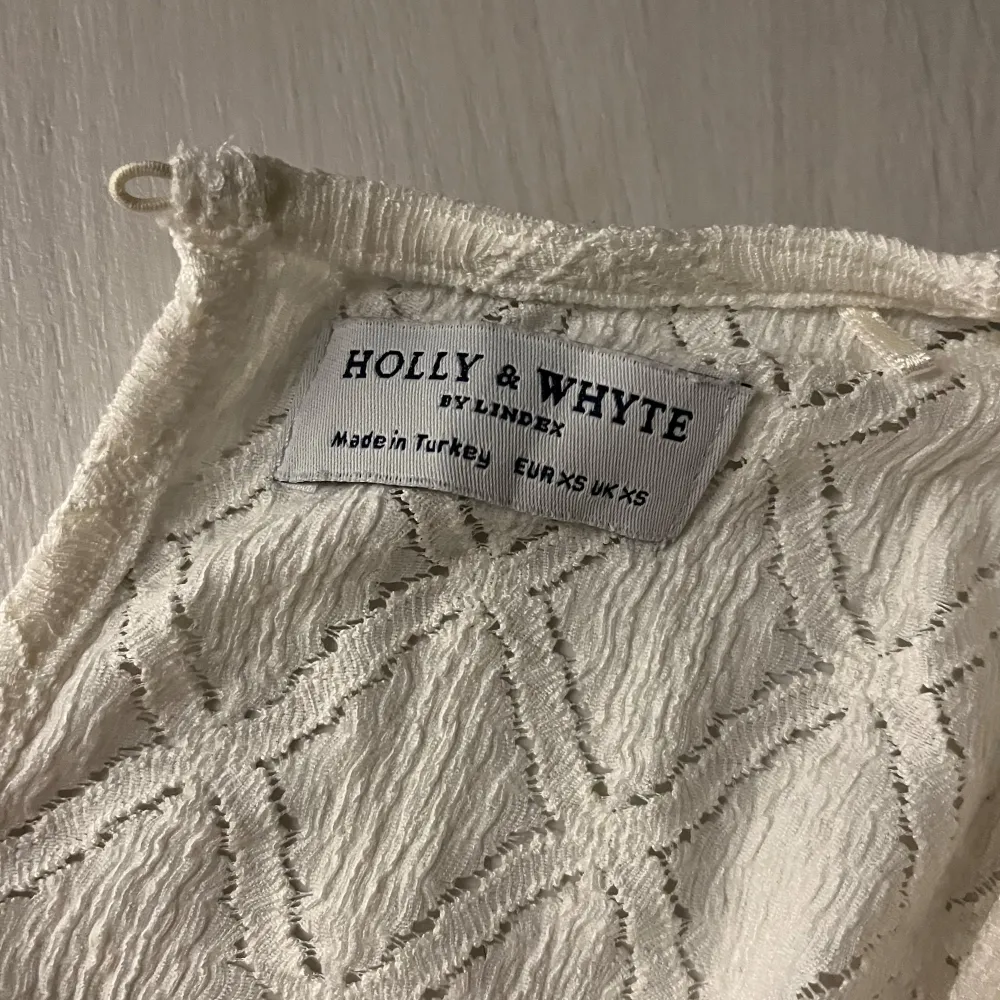 HOLLY & WHYTE
BY LINDEX
Made in Turkey EUR XS UK XS